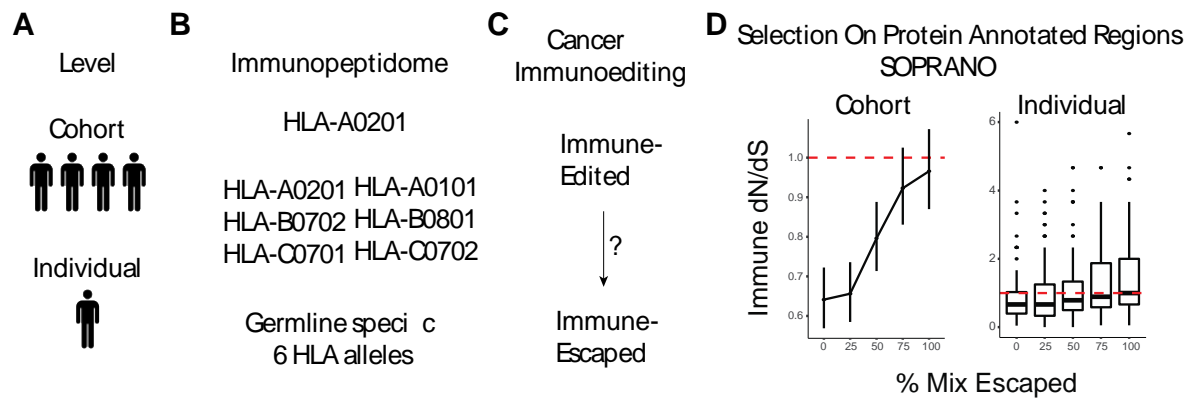 A
Level
Cohort
Individual
B
Immunopeptidome
HLA-A0201
HLA-A0201 HLA-A0101
HLA-B0702 HLA-B0801
HLA-C0701 HLA-C0702
Germline speci c
6 HLA alleles
C
Cancer
Immunoediting
Immune-
Edited
?
Immune-
Escaped
D
Selection On Protein Annotated Regions
SOPRANO
Cohort
Immune dN/dS
1.0
0.9
0.8
0.7
0.6
0 25 50 75 100
Individual
6
4
2
0
0 25 50 75 100
% Mix Escaped